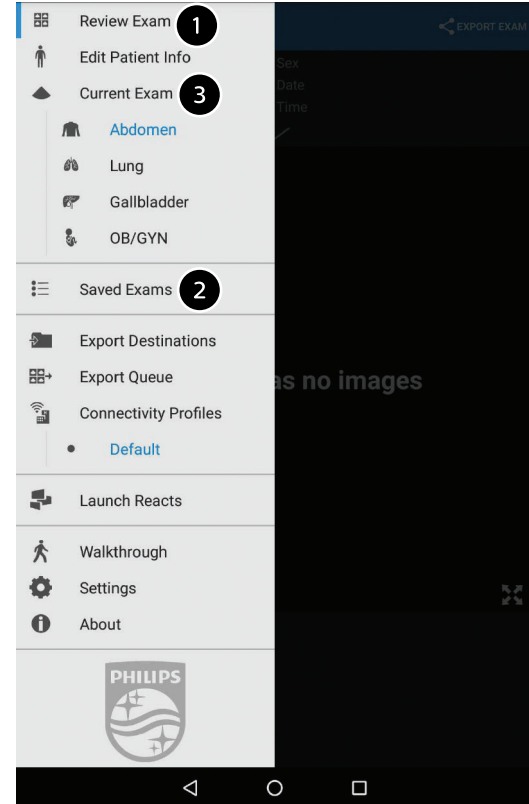 Review Exam 1
EXPORT EXAM
Edit Patient Info
Sex
Current Exam 3
Date
Time
Abdomen
Lung
Gallbladder
OB/GYN
Saved Exams 2
Export Destinations
Export Queue
as no images
Connectivity Profiles
Default
Launch Reacts
Walkthrough
Settings
About
PHILIPS